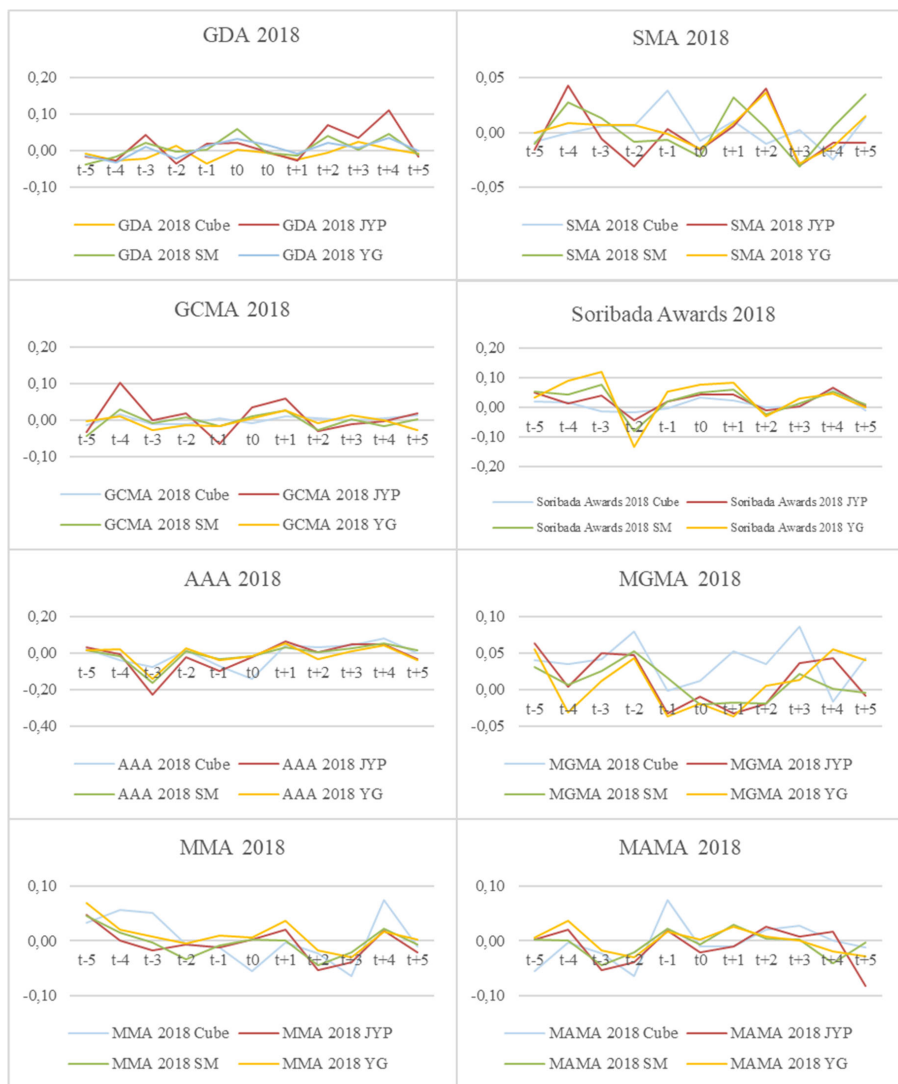 GDA 2018
0,20
0,10
0,00
-0,10
t-5 t-4 t-3 t-2 t-1 t0 t0 t+1 t+2 t+3 t+4 t+5
GDA 2018 Cube GDA 2018 JYP
GDA 2018 SM GDA 2018 YG
SMA 2018
0,05
0,00
-0,05
t-5 t-4 t-3 t-2 t-1 t0 t+1 t+2 t+3 t+4 t+5
SMA 2018 Cube SMA 2018 JYP
SMA 2018 SM SMA 2018 YG
GCMA 2018
0,20
0,10
0,00
-0,10
t-5 t-4 t-3 t-2 t-1 t0 t+1 t+2 t+3 t+4 t+5
GCMA 2018 Cube GCMA 2018 JYP
GCMA 2018 SM GCMA 2018 YG
Soribada Awards 2018
0,20
0,10
0,00
-0,10
-0,20
t-5 t-4 t-3 t-2 t-1 t0 t+1 t+2 t+3 t+4 t+5
Soribada Awards 2018 Cube Soribada Awards 2018 JYP
Soribada Awards 2018 SM Soribada Awards 2018 YG
AAA 2018
0,20
0,00
-0,20
-0,40
t-5 t-4 t-3 t-2 t-1 t0 t+1 t+2 t+3 t+4 t+5
AAA 2018 Cube AAA 2018 JYP
AAA 2018 SM AAA 2018 YG
MGMA 2018
0,10
0,05
0,00
-0,05
t-5 t-4 t-3 t-2 t-1 t0 t+1 t+2 t+3 t+4 t+5
MGMA 2018 Cube MGMA 2018 JYP
MGMA 2018 SM MGMA 2018 YG
MMA 2018
0,10
0,00
-0,10
t-5 t-4 t-3 t-2 t-1 t0 t+1 t+2 t+3 t+4 t+5
MMA 2018 Cube MMA 2018 JYP
MMA 2018 SM MMA 2018 YG
MAMA 2018
0,10
0,00
-0,10
t-5 t-4 t-3 t-2 t-1 t0 t+1 t+2 t+3 t+4 t+5
MAMA 2018 Cube MAMA 2018 JYP
MAMA 2018 SM MAMA 2018 YG